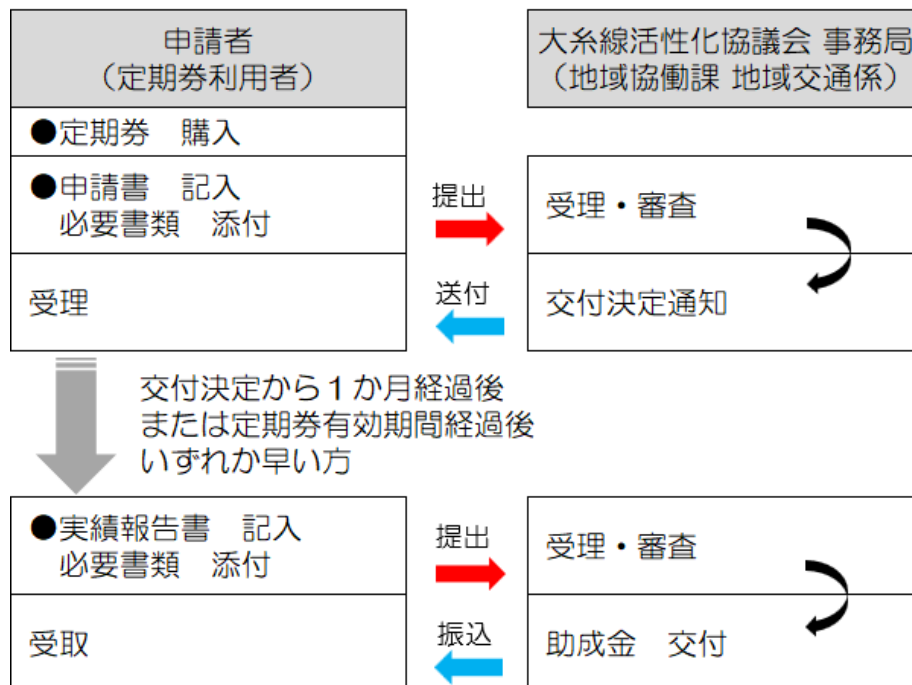 申請者
（定期券利用者）
大糸線活性化協議会 事務局
（地域協働課 地域交通係）
●定期券　購入
●申請書　記入
必要書類　添付
提出
受理・審査
受理
送付
交付決定通知
交付決定から１か月経過後
または定期券有効期間経過後
いずれか早い方
●実績報告書　記入
必要書類　添付
提出
受理・審査
受取
振込
助成金　交付